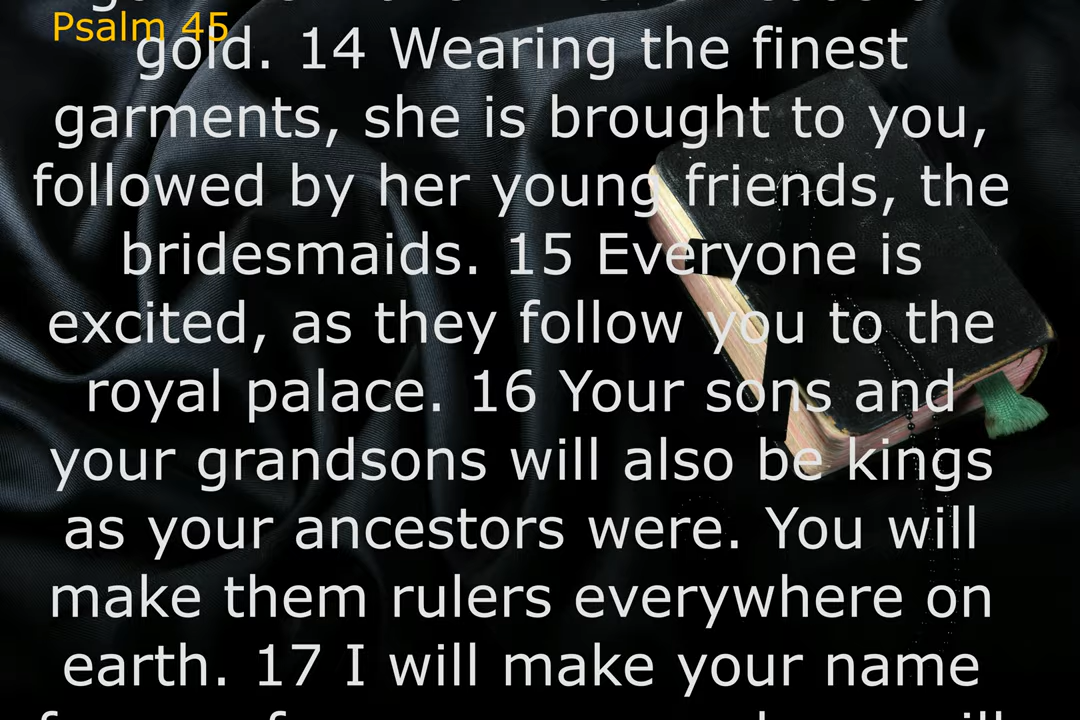 Psalm 45
gold. 14 Wearing the finest
garments, she is brought to you,
followed by her young friends, the
bridesmaids. 15 Everyone is
excited, as they follow you to the
royal palace. 16 Your sons and
your grandsons will also be kings
as your ancestors were. You will
make them rulers everywhere on
earth. 17 I will make your name